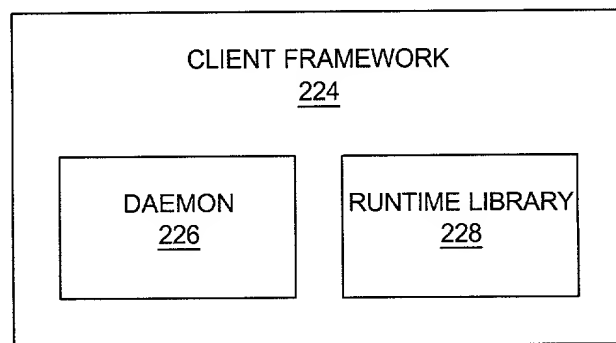 CLIENT FRAMEWORK
224
DAEMON
226
RUNTIME LIBRARY
228